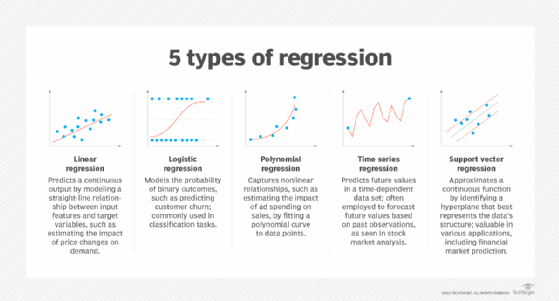 5 types of regression
Linear
regression
Predicts a continuous
output by modeling a
straight-line relation-
ship between input
features and target
variables, such as
estimating the impact
of price changes on
demand.
Logistic
regression
Models the probability
of binary outcomes,
such as predicting
customer churn;
commonly used in
classification tasks.
Polynomial
regression
Captures nonlinear
relationships, such as
estimating the impact
of ad spending on
sales, by fitting a
polynomial curve
to data points.
Time series
regression
Predicts future values
in a time-dependent
data set; often
employed to forecast
future values based
on past observations,
as seen in stock
market analysis.
Support vector
regression
Approximates a
continuous function
by identifying a
hyperplane that best
represents the data's
structure; valuable in
various applications,
including financial
market prediction.
TechTarget